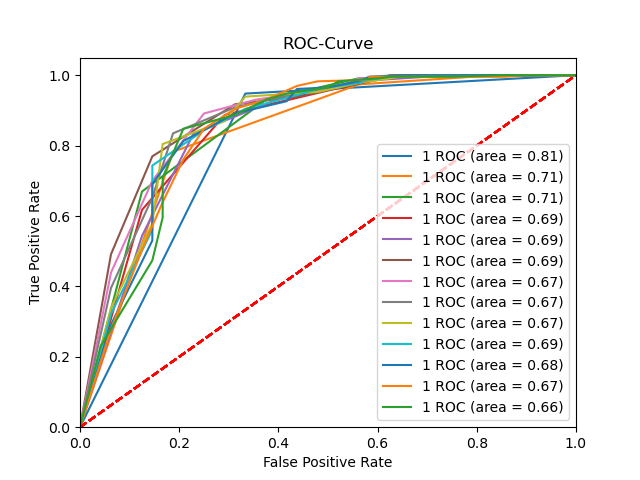 ROC-Curve
True Positive Rate
1.0
0.8
0.6
0.4
0.2
0.0
1 ROC (area = 0.81)
1 ROC (area = 0.71)
1 ROC (area = 0.71)
1 ROC (area = 0.69)
1 ROC (area = 0.69)
1 ROC (area = 0.69)
1 ROC (area = 0.67)
1 ROC (area = 0.67)
1 ROC (area = 0.67)
1 ROC (area = 0.69)
1 ROC (area = 0.68)
1 ROC (area = 0.67)
1 ROC (area = 0.66)
0.0 0.2 0.4 0.6 0.8 1.0
False Positive Rate